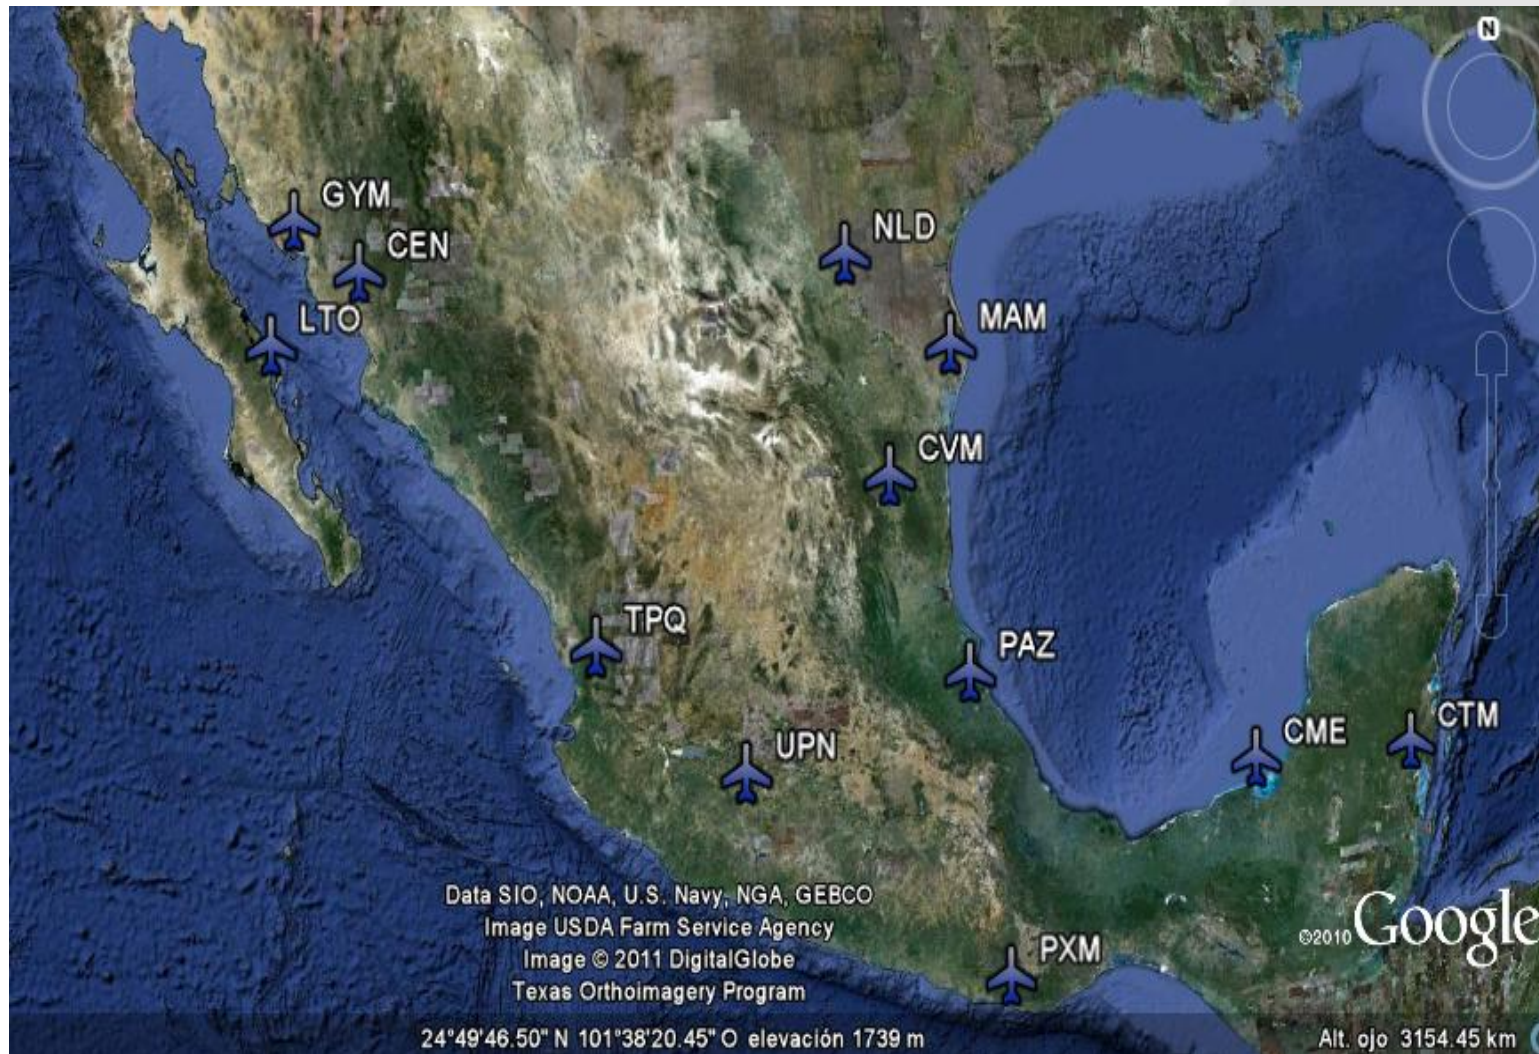 N
GYM
CEN
NLD
LTO
MAM
CVM
TPQ
PAZ
UPN
CME
CTM
PXM
Data SIO, NOAA, U.S. Navy, NGA, GEBCO
Image USDA Farm Service Agency
Image © 2011 DigitalGlobe
Texas Orthoimagery Program
©2010 Google
24°49'46.50" N 101°38'20.45" O elevación 1739 m
Alt. ojo 3154.45 km